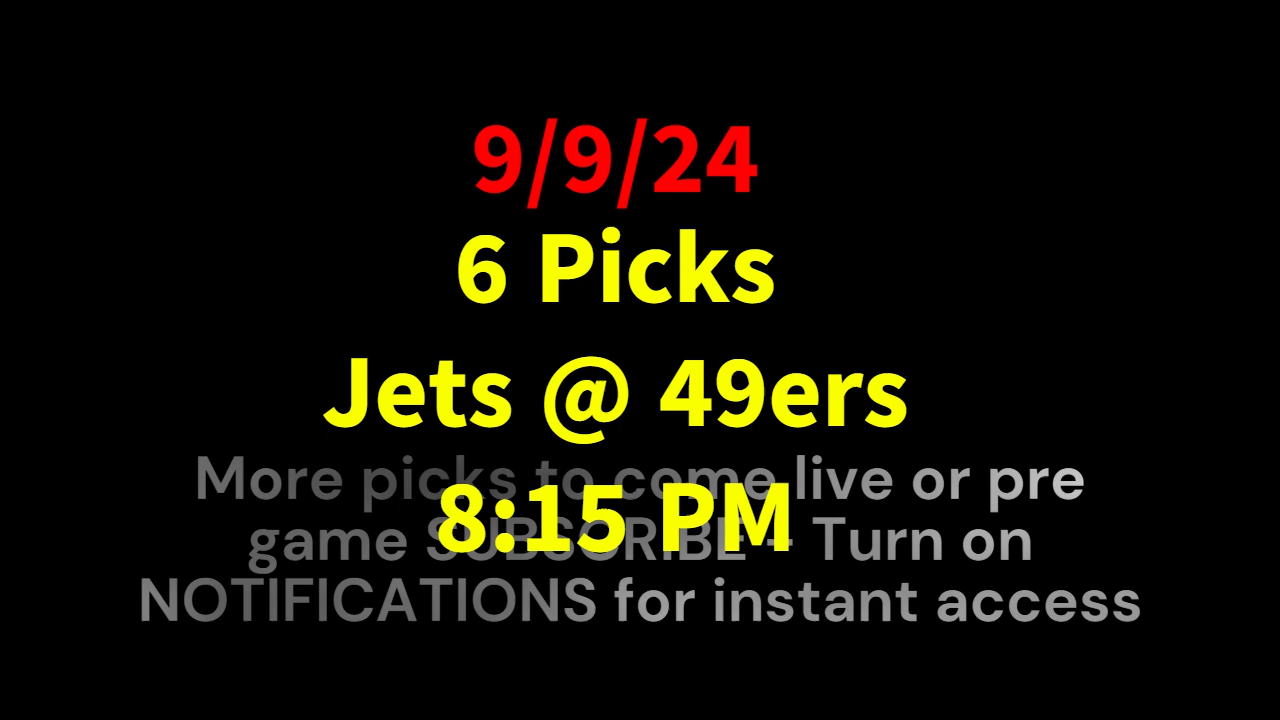 9/9/24
6 Picks
Jets @ 49ers
8:15 PM
More picks to come live or pre
game SUBSCRIBE - Turn on
NOTIFICATIONS for instant access